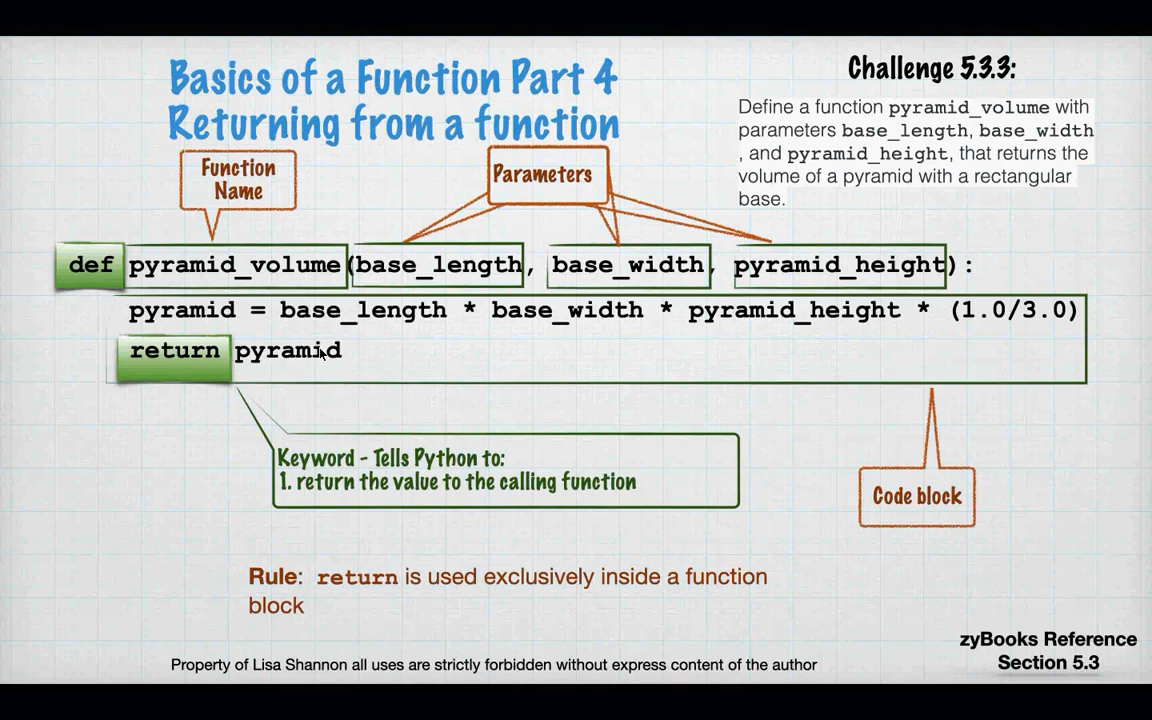 Basics of a Function Part 4
Returning from a function
Challenge 5.3.3:
Define a function pyramid_volume with
parameters base_length, base_width
, and pyramid_height, that returns the
volume of a pyramid with a rectangular
base.
Function
Name
Parameters
def pyramid_volume(base_length, base_width, pyramid_height):
pyramid = base_length * base_width * pyramid_height * (1.0/3.0)
return pyramid
Keyword - Tells Python to:
1. return the value to the calling function
Code block
Rule: return is used exclusively inside a function
block
zyBooks Reference
Section 5.3
Property of Lisa Shannon all uses are strictly forbidden without express content of the author